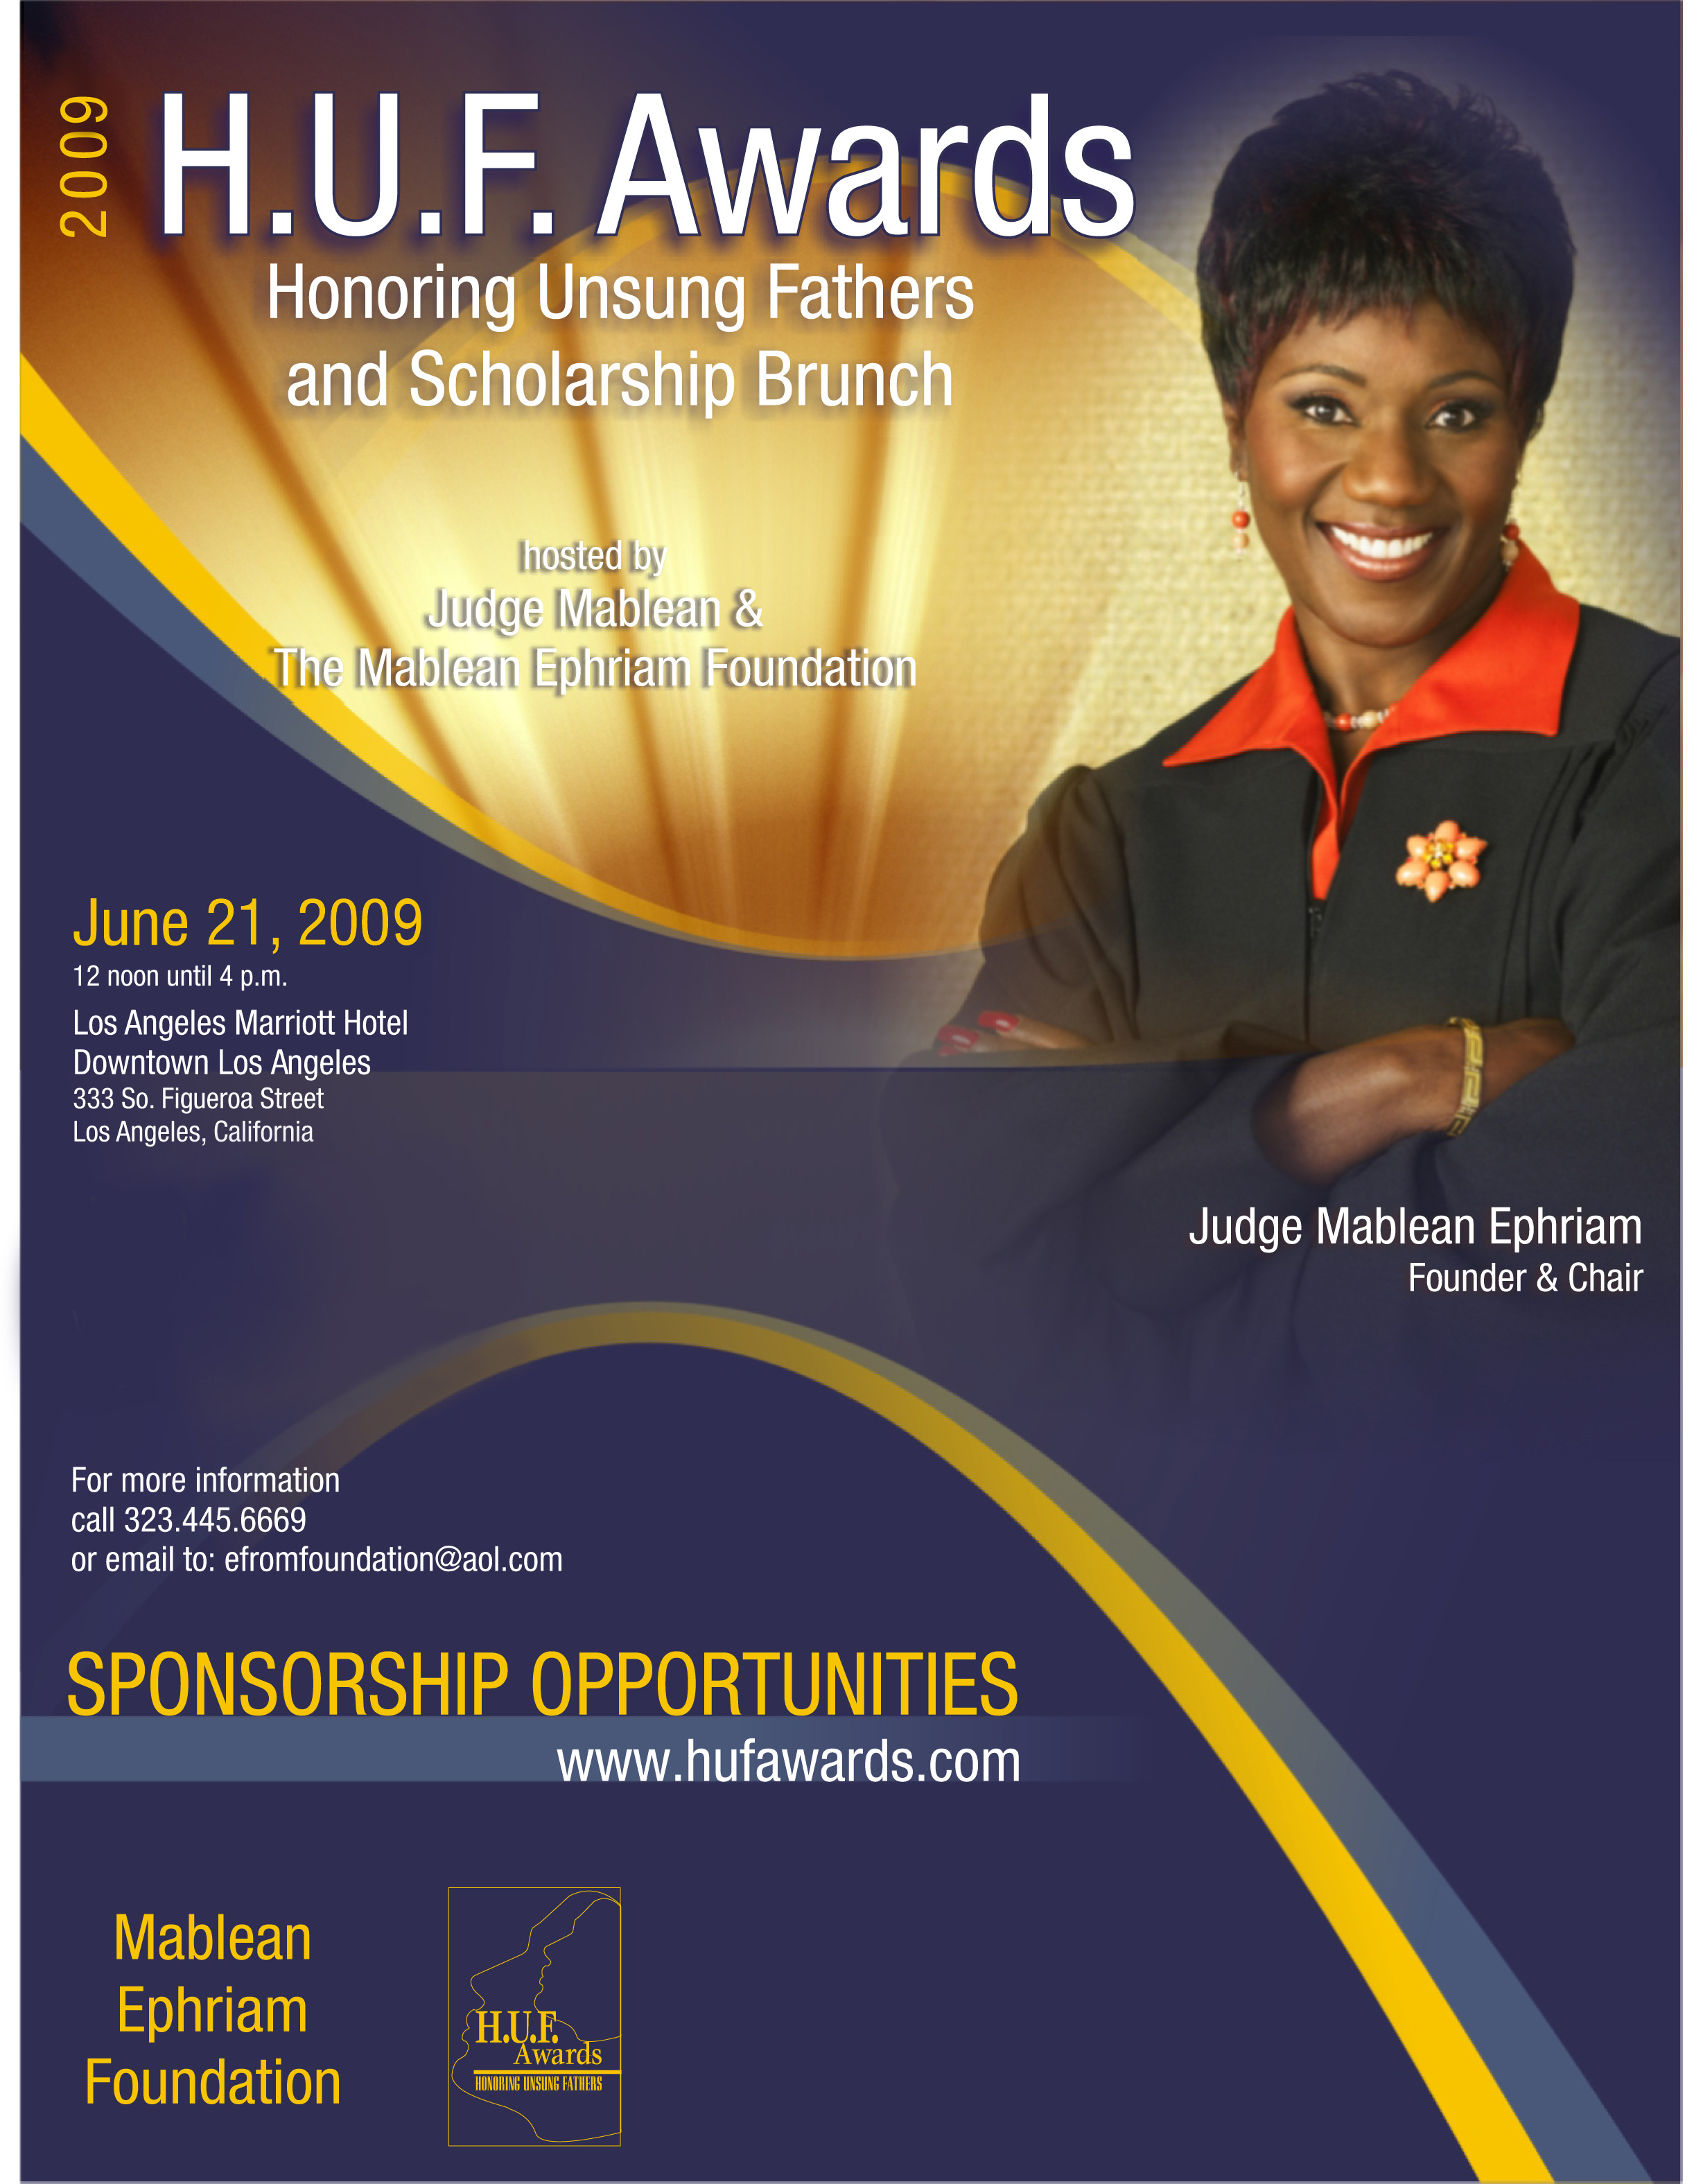 2009
H.U.F. Awards
Honoring Unsung Fathers
and Scholarship Brunch
hosted by
Judge Mablean &
The Mablean Ephriam Foundation
June 21, 2009
12 noon until 4 p.m.
Los Angeles Marriott Hotel
Downtown Los Angeles
333 So. Figueroa Street
Los Angeles, California
Judge Mablean Ephriam
Founder & Chair
For more information
call 323.445.6669
or email to: efromfoundation@aol.com
SPONSORSHIP OPPORTUNITIES
www.hufawards.com
Mablean
Ephriam
Foundation
H.U.F.
Awards
HONORING UNSUNG FATHERS